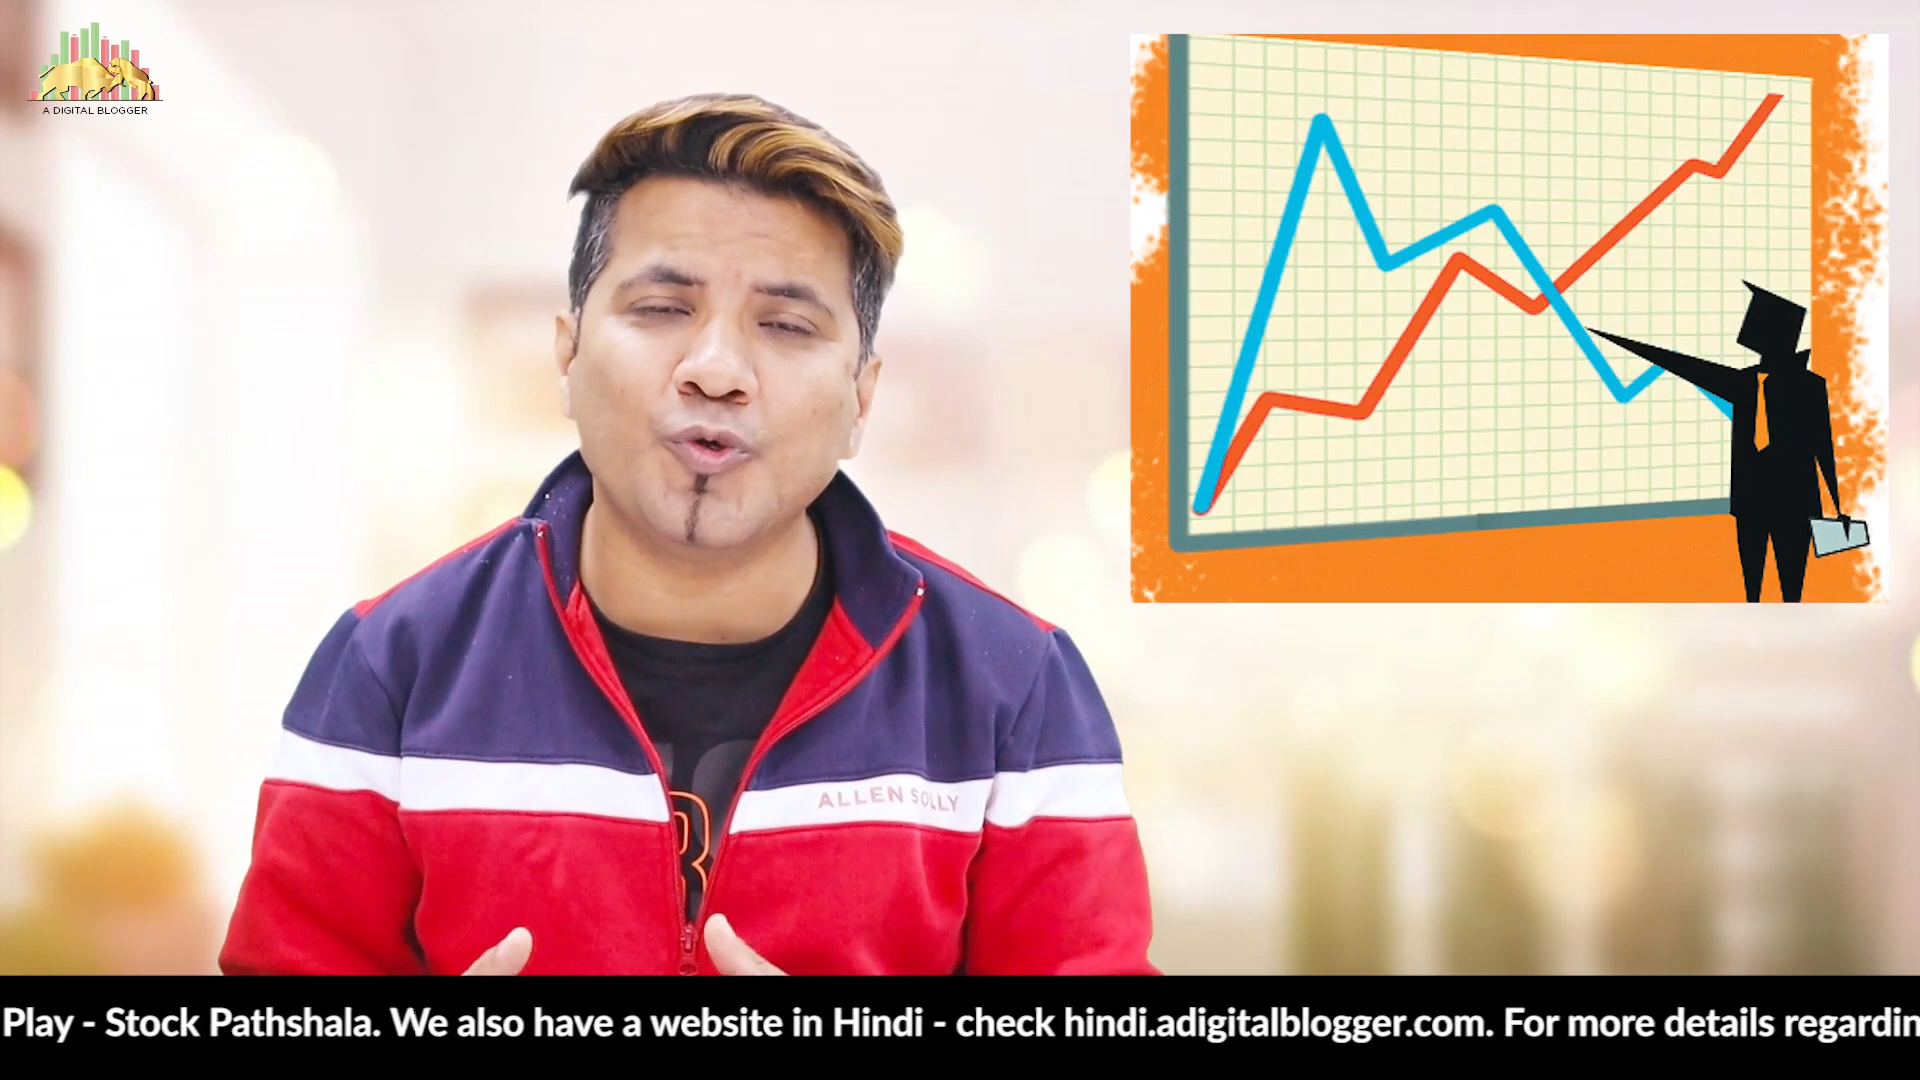 A DIGITAL BLOGGER
ALLEN SOLLY
Play - Stock Pathshala. We also have a website in Hindi - check hindi.adigitalblogger.com. For more details regardin